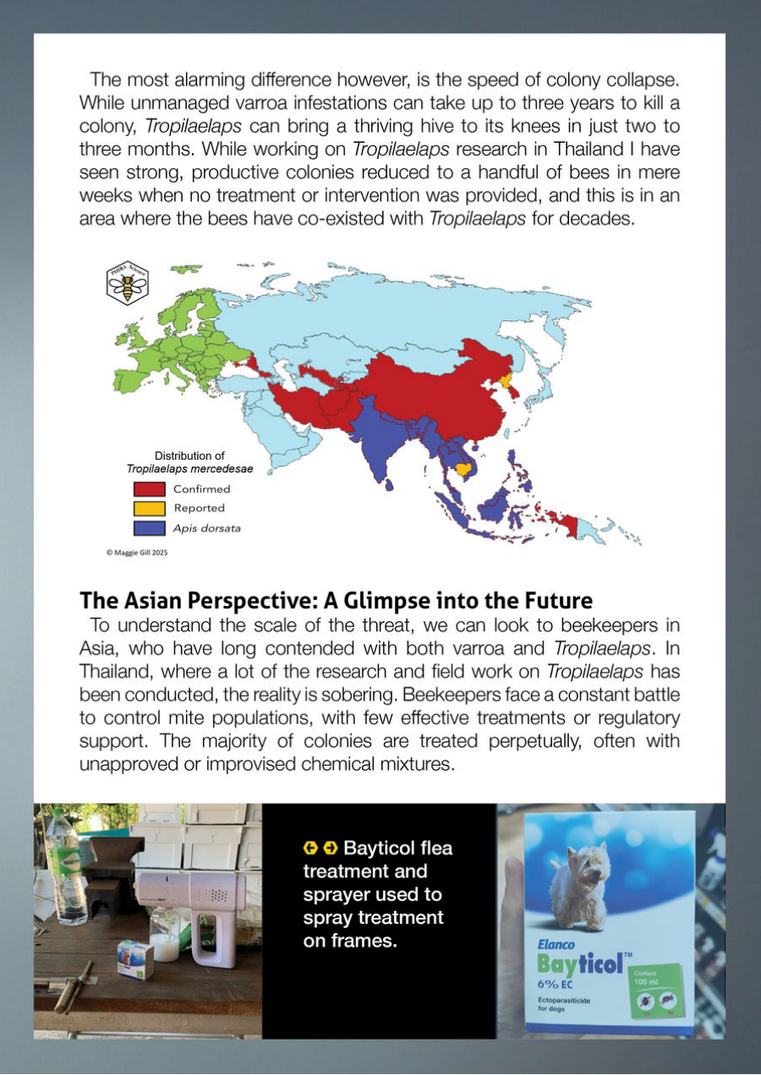 The most alarming difference however, is the speed of colony collapse.
While unmanaged varroa infestations can take up to three years to kill a
colony, Tropilaelaps can bring a thriving hive to its knees in just two to
three months. While working on Tropilaelaps research in Thailand I have
seen strong, productive colonies reduced to a handful of bees in mere
weeks when no treatment or intervention was provided, and this is in an
area where the bees have co-existed with Tropilaelaps for decades.
Distribution of
Tropilaelaps mercedesae
Confirmed
Reported
Apis dorsata
© Maggie Gill 2025
The Asian Perspective: A Glimpse into the Future
To understand the scale of the threat, we can look to beekeepers in
Asia, who have long contended with both varroa and Tropilaelaps. In
Thailand, where a lot of the research and field work on Tropilaelaps has
been conducted, the reality is sobering. Beekeepers face a constant battle
to control mite populations, with few effective treatments or regulatory
support. The majority of colonies are treated perpetually, often with
unapproved or improvised chemical mixtures.
Bayticol flea
treatment and
sprayer used to
spray treatment
on frames.
Elanco
Bayticol™
6% EC
Ectoparasiticide
for dogs
Content
100 ml